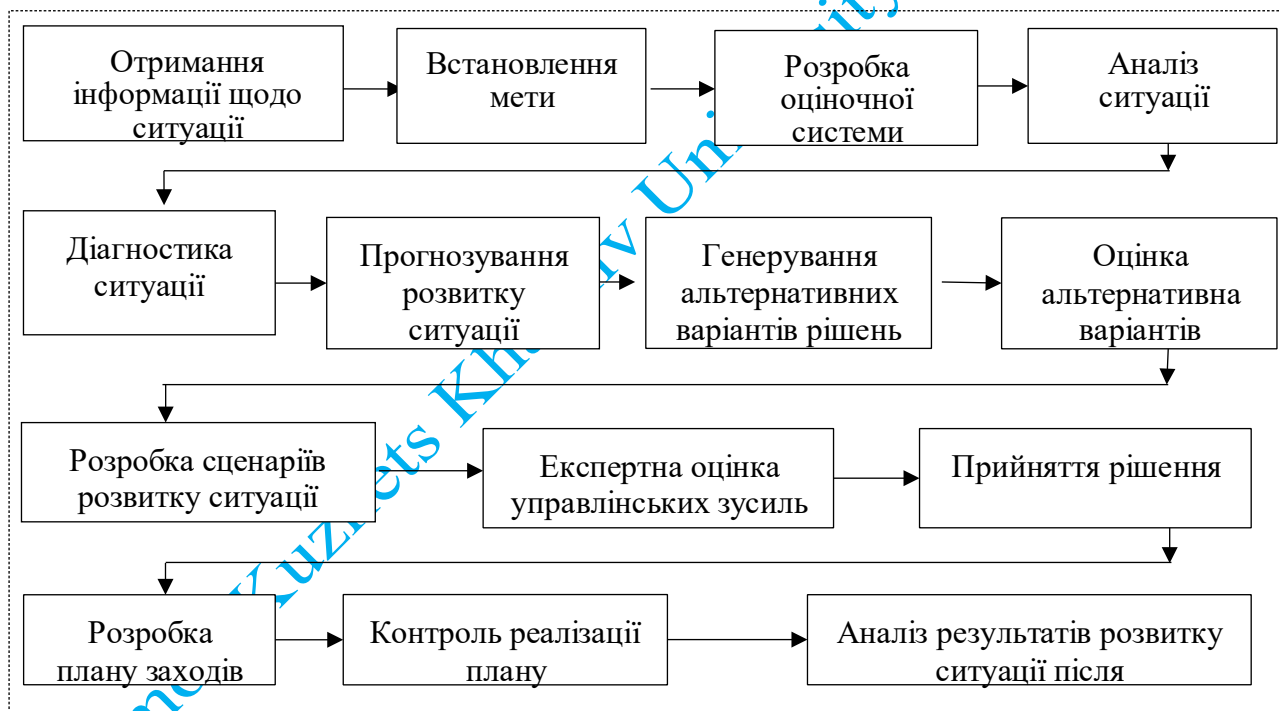 Отримання
інформації щодо
ситуації
Встановлення
мети
Розробка
оціночної
системи
Аналіз
ситуації
Діагностика
ситуації
Прогнозування
розвитку
ситуації
Генерування
альтернативних
варіантів рішень
Оцінка
альтернативна
варіантів
Розробка сценаріїв
розвитку ситуації
Експертна оцінка
управлінських зусиль
Прийняття рішення
Розробка
плану заходів
Контроль реалізації
плану
Аналіз результатів розвитку
ситуації після